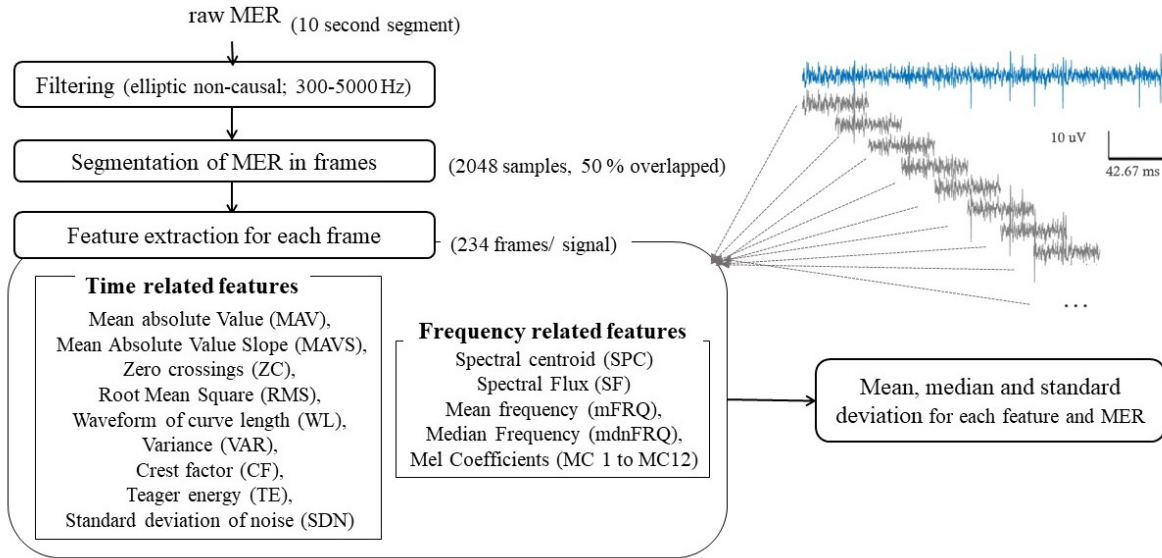 raw MER (10 second segment)
Filtering (elliptic non-causal; 300-5000 Hz)
Segmentation of MER in frames
(2048 samples, 50 % overlapped)
Feature extraction for each frame
(234 frames/ signal)
Time related features
Mean absolute Value (MAV),
Mean Absolute Value Slope (MAVS),
Zero crossings (ZC),
Root Mean Square (RMS)
Waveform of curve length (WL),
Variance (VAR),
Crest factor (CF),
Teager energy (TE),
Standard deviation of noise (SDN)
Frequency related features
Spectral centroid (SPC)
Spectral Flux (SF)
Mean frequency (mFRQ),
Median Frequency (mdnFRQ),
Mel Coefficients (MC 1 to MC12)
10 uV
42.67 ms
...
Mean, median and standard
deviation for each feature and MER